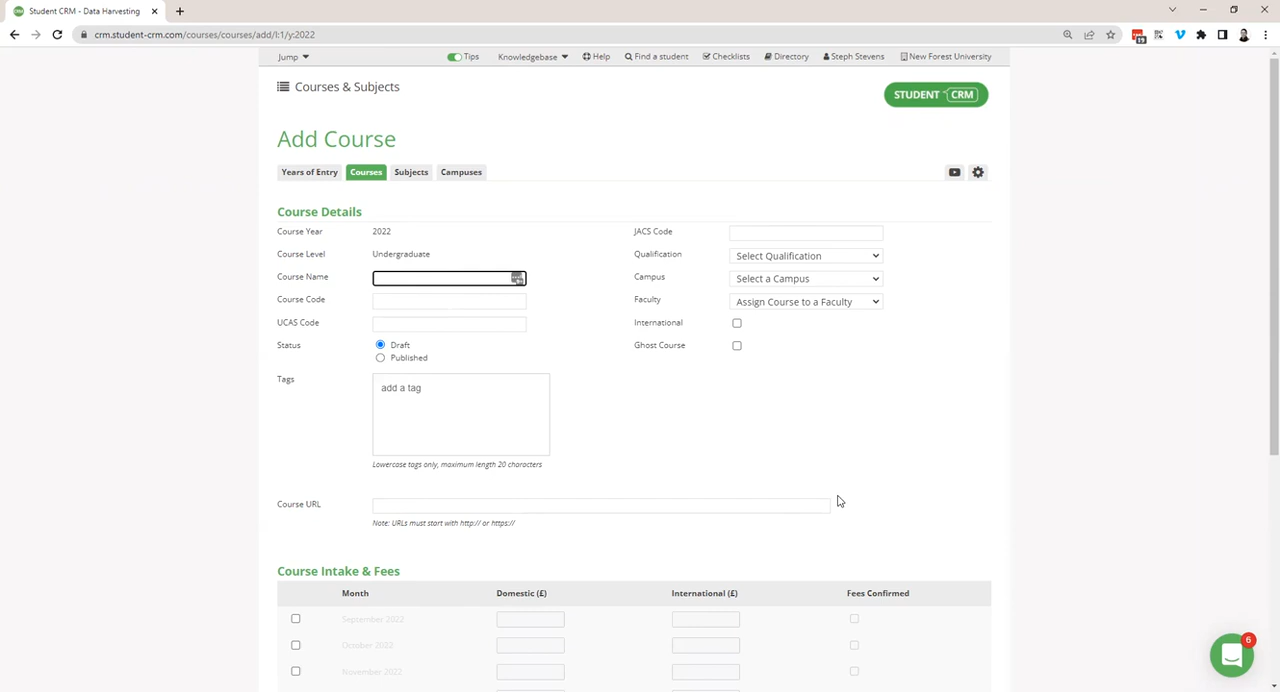 Student CRM - Data Harvesting
crm.student-crm.com/courses/courses/add/l:1/y:2022
Jump
Tips
Knowledgebase
Help
Find a student
Checklists
Directory
Steph Stevens
New Forest University
Courses & Subjects
STUDENT CRM
Add Course
Years of Entry
Courses
Subjects
Campuses
Course Details
Course Year 2022
JACS Code
Course Level Undergraduate
Qualification Select Qualification
Course Name
Campus Select a Campus
Course Code
Faculty Assign Course to a Faculty
UCAS Code
International
Status Draft
Ghost Course
Published
Tags
add a tag
Lowercase tags only, maximum length 20 characters
Course URL
Note: URLs must start with http:// or https://
Course Intake & Fees
Month Domestic (£) International (£) Fees Confirmed
September 2022
October 2022
November 2022
6